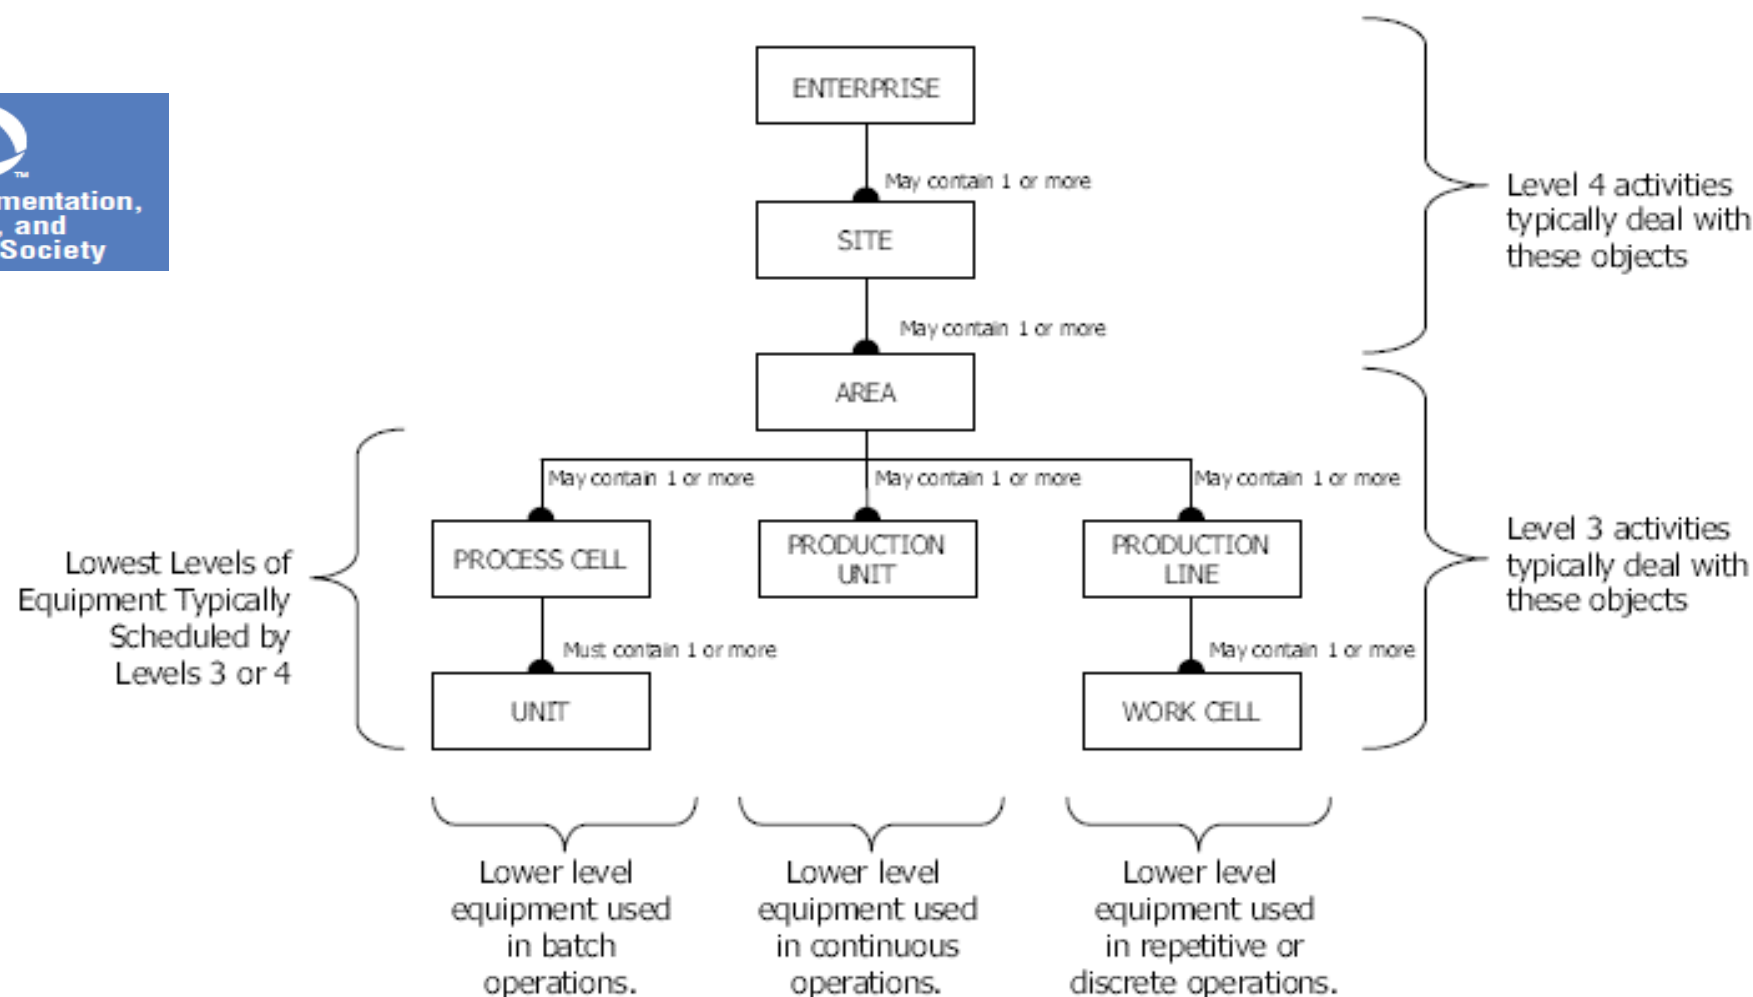 ENTERPRISE
May contain 1 or more
mentation,
, and
Society
SITE
Level 4 activities
typically deal with
these objects
May contain 1 or more
AREA
May contain 1 or more
May contain 1 or more
May contain 1 or more
PROCESS CELL
PRODUCTION
UNIT
PRODUCTION
LINE
Lowest Levels of
Equipment Typically
Scheduled by
Levels 3 or 4
Level 3 activities
typically deal with
these objects
Must contain 1 or more
May contain 1 or more
UNIT
WORK CELL
Lower level
equipment used
in batch
operations.
Lower level
equipment used
in continuous
operations.
Lower level
equipment used
in repetitive or
discrete operations.